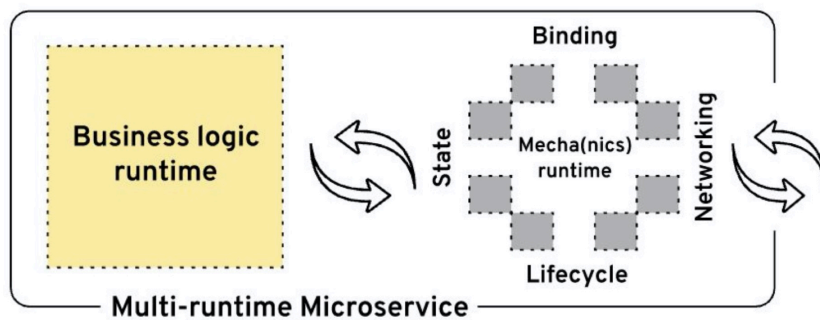 Binding
Business logic
runtime
State
Mecha(nics)
runtime
Networking
Lifecycle
Multi-runtime Microservice